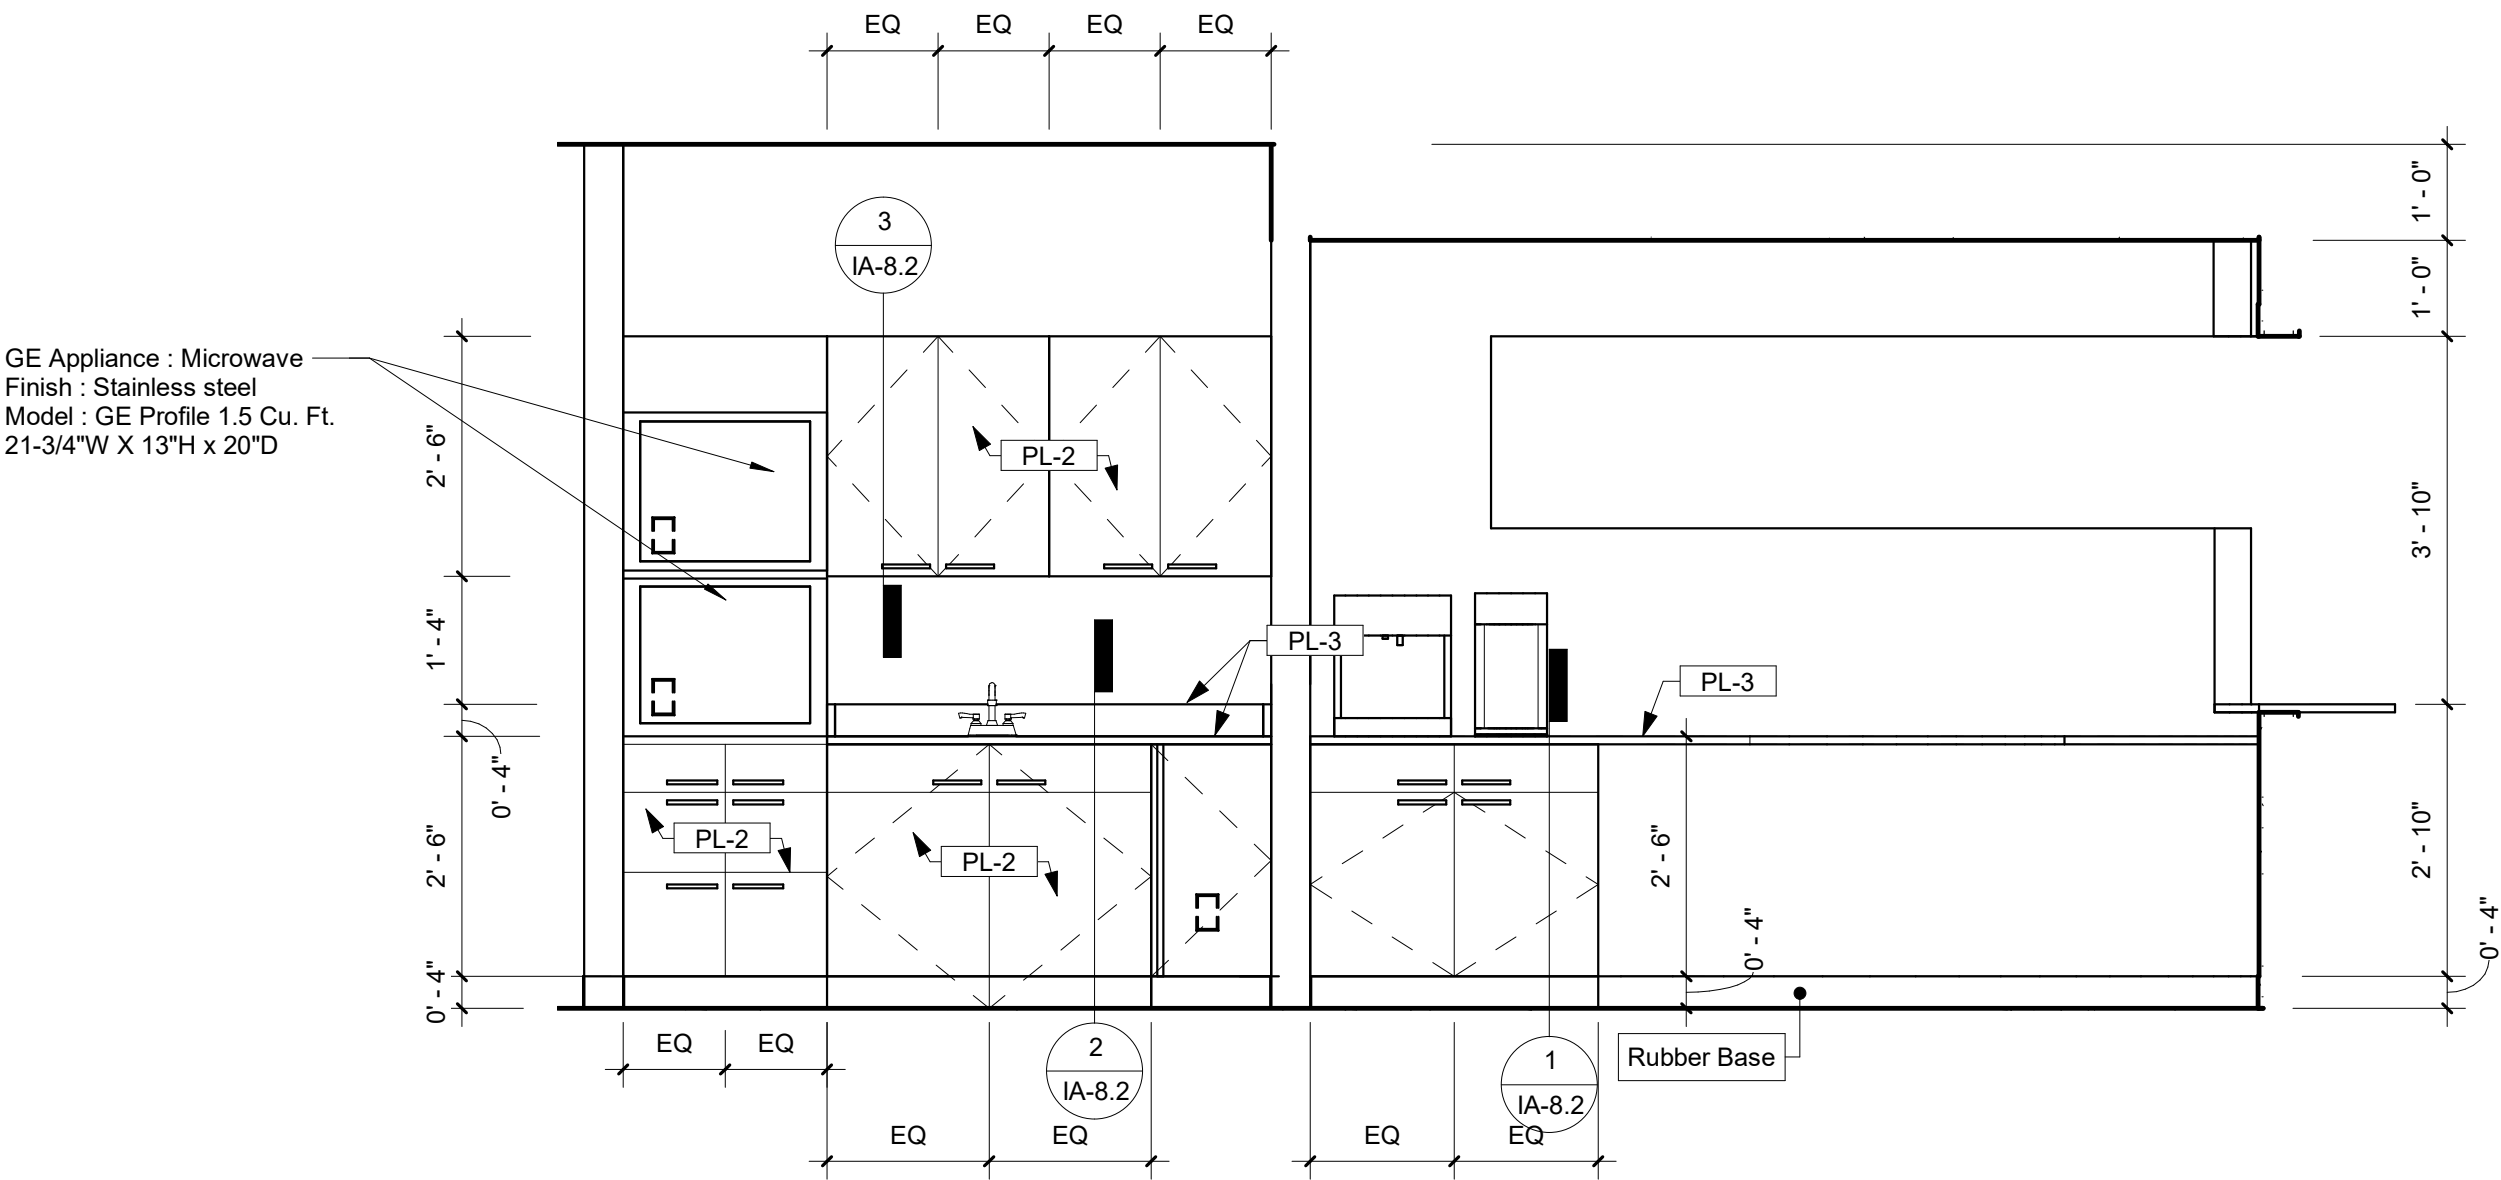 EQ EQ EQ EQ
1' - 0"
3
IA-8.2
1' - 0"
GE Appliance : Microwave
Finish : Stainless steel
Model : GE Profile 1.5 Cu. Ft.
21-3/4"W X 13"H x 20"D
2' - 6"
PL-2
3' - 10"
1' - 4"
PL-3
PL-3
0' - 4"
2' - 6"
PL-2
PL-2
2' - 6"
2' - 10"
0' - 4"
0' - 4"
0' - 4"
EQ EQ
2
IA-8.2
1
IA-8.2
Rubber Base
EQ EQ
EQ EQ